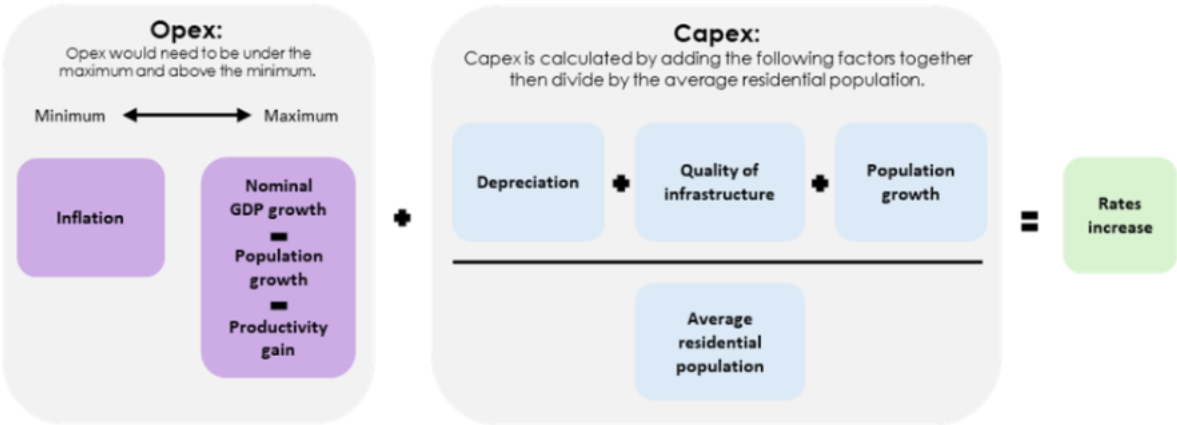 Opex:
Opex would need to be under the
maximum and above the minimum.
Minimum
Maximum
Inflation
Nominal
GDP growth
-
Population
growth
-
Productivity
gain
+
Capex:
Capex is calculated by adding the following factors together
then divide by the average residential population.
Depreciation
+
Quality of
infrastructure
+
Population
growth
Average
residential
population
=
Rates
increase